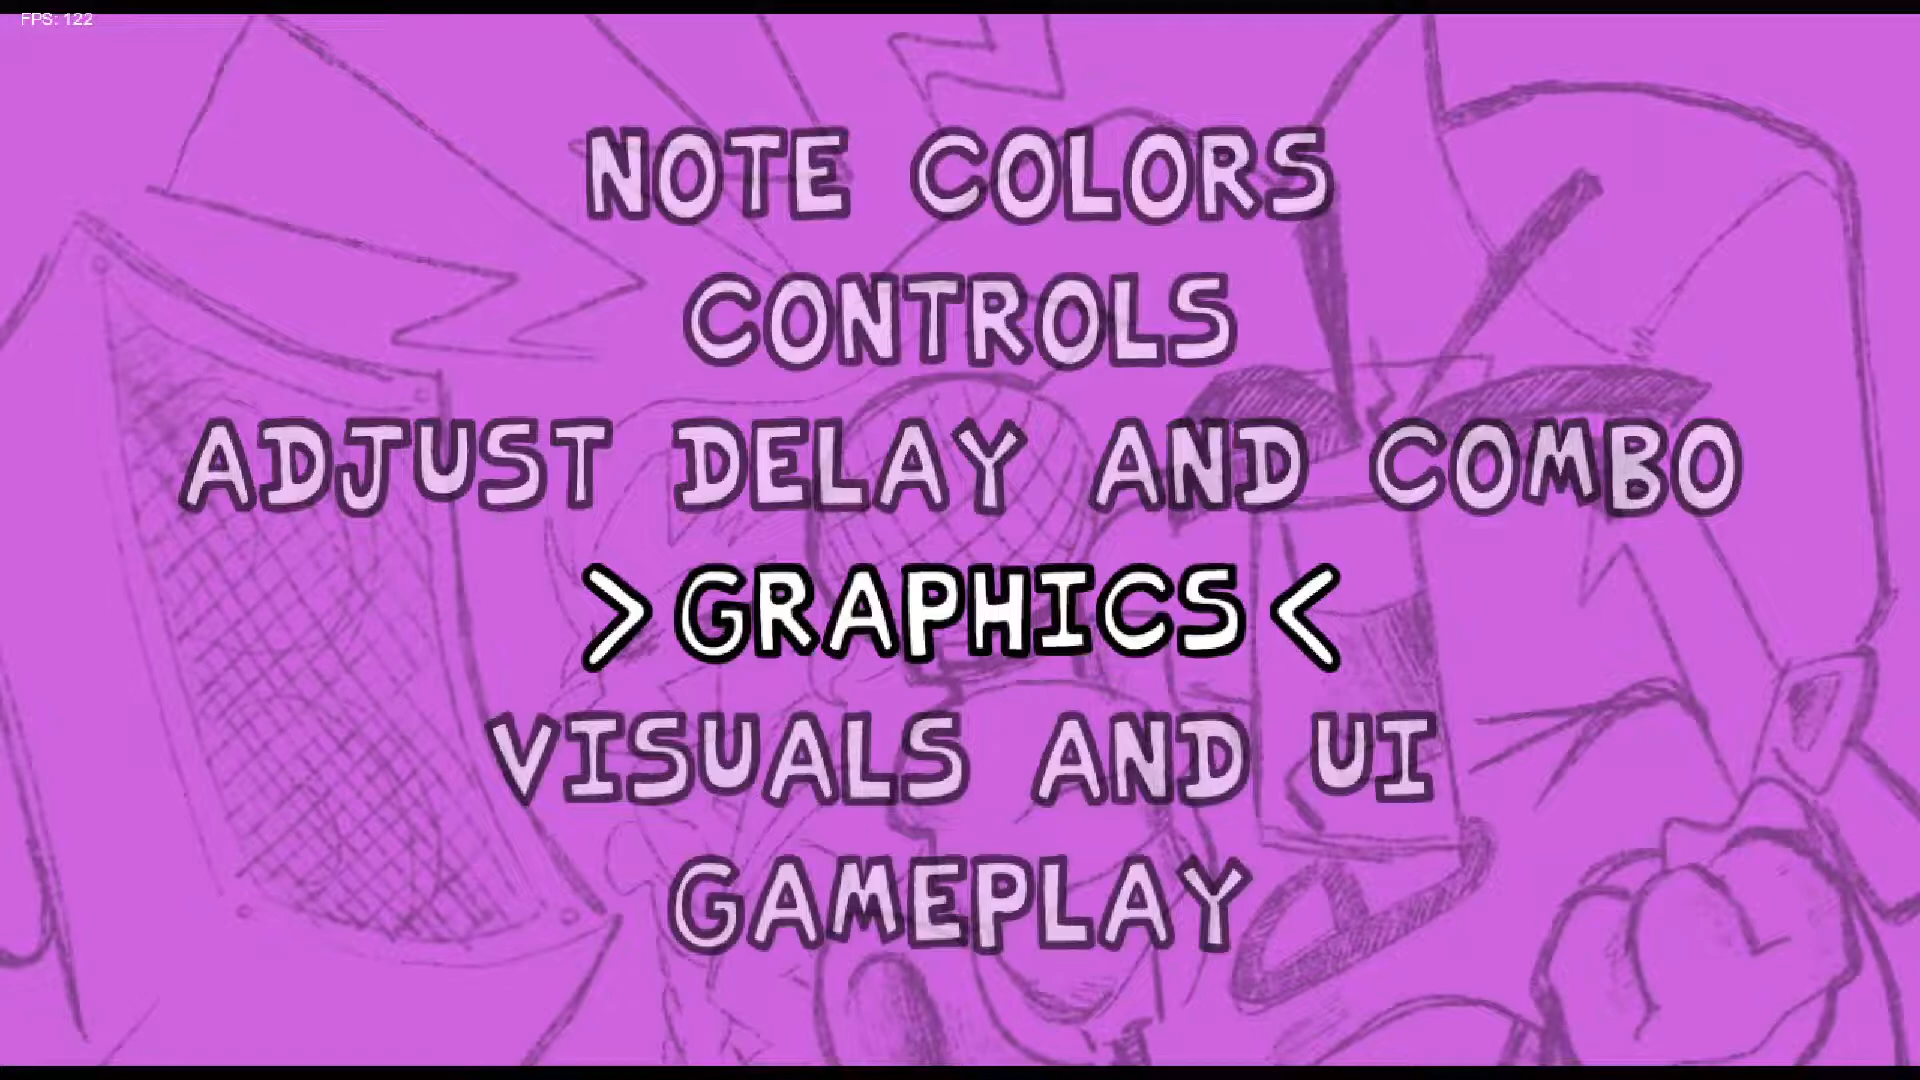 FPS: 122
NOTE COLORS
CONTROLS
ADJUST DELAY AND COMBO
>GRAPHICS<
VISUALS AND UI
GAMEPLAY